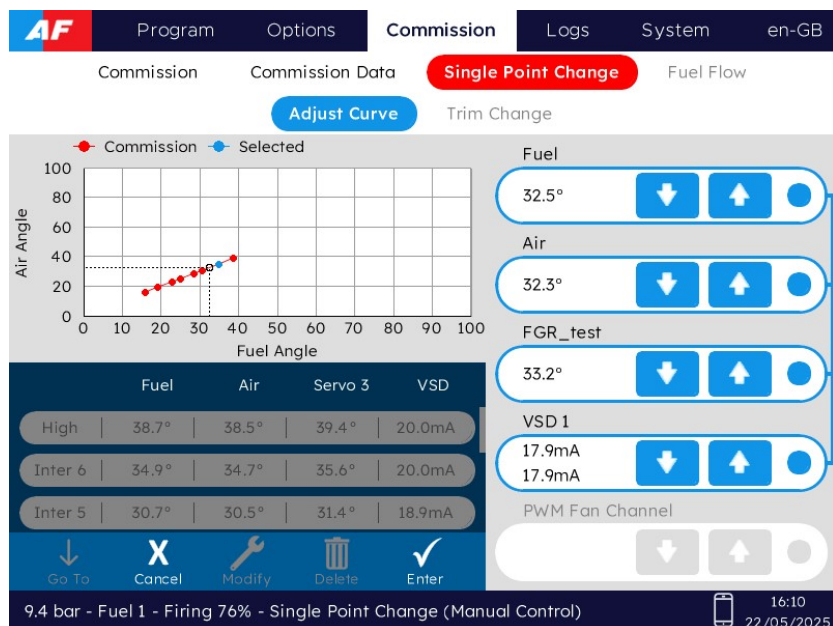 AF Program Options Commission Logs System en-GB
Commission Commission Data Single Point Change Fuel Flow
Adjust Curve Trim Change
Commission Selected
100
80
60
40
20
0
Air Angle
0 10 20 30 40 50 60 70 80 90 100
Fuel Angle
Fuel Air Servo 3 VSD
High | 38.7° | 38.5° | 39.4° | 20.0mA
Inter 6 | 34.9° | 34.7° | 35.6° | 20.0mA
Inter 5 | 30.7° | 30.5° | 31.4° | 18.9mA
Go To X Cancel Modify Delete Enter
Fuel
32.5°
Air
32.3°
FGR_test
33.2°
VSD 1
17.9mA
17.9mA
PWM Fan Channel
9.4 bar - Fuel 1 - Firing 76% - Single Point Change (Manual Control)
16:10
22/05/2025